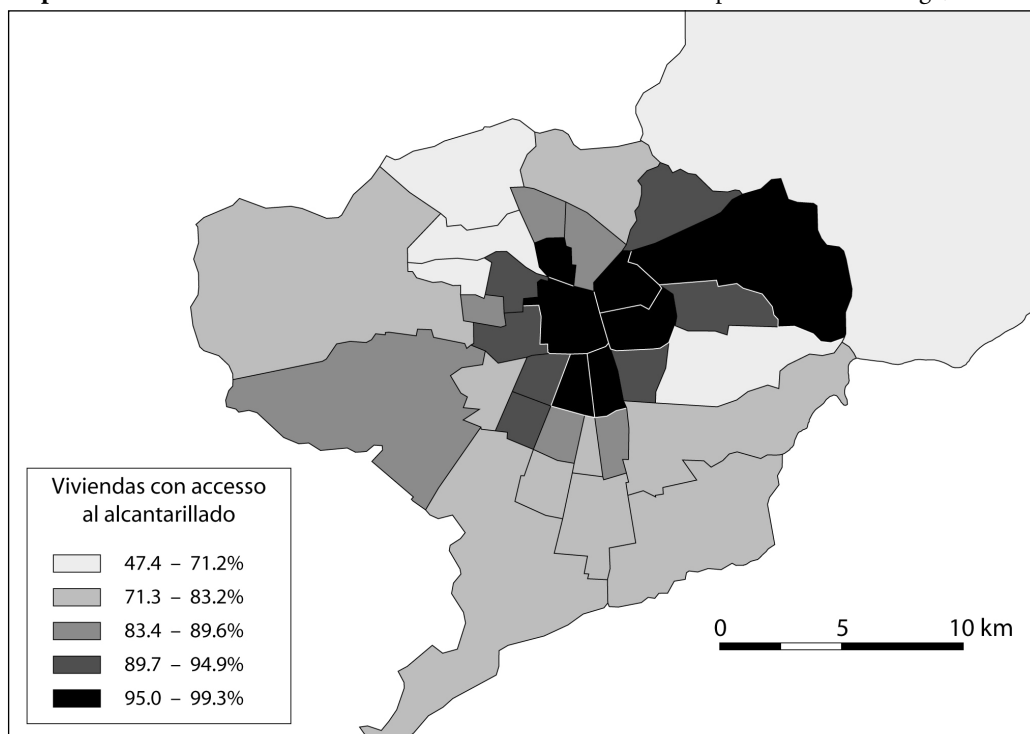 Viviendas con accesso
al alcantarillado
47.4 – 71.2%
71.3 – 83.2%
83.4 – 89.6%
89.7 – 94.9%
95.0 – 99.3%
0 5 10 km